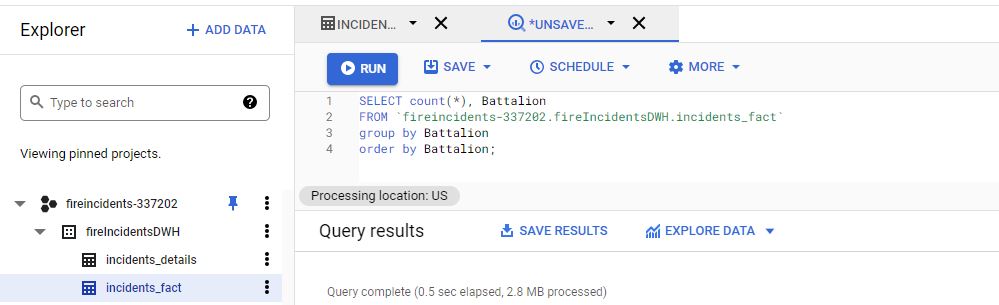 Explorer
+ ADD DATA
Type to search
Viewing pinned projects.
fireincidents-337202
fireIncidentsDWH
incidents_details
incidents_fact
INCIDEN...
*UNSAVE...
RUN
SAVE
SCHEDULE
MORE
1 SELECT count(*), Battalion
2 FROM `fireincidents-337202.fireIncidentsDWH.incidents_fact`
3 group by Battalion
4 order by Battalion;
Processing location: US
Query results
SAVE RESULTS
EXPLORE DATA
Query complete (0.5 sec elapsed, 2.8 MB processed)